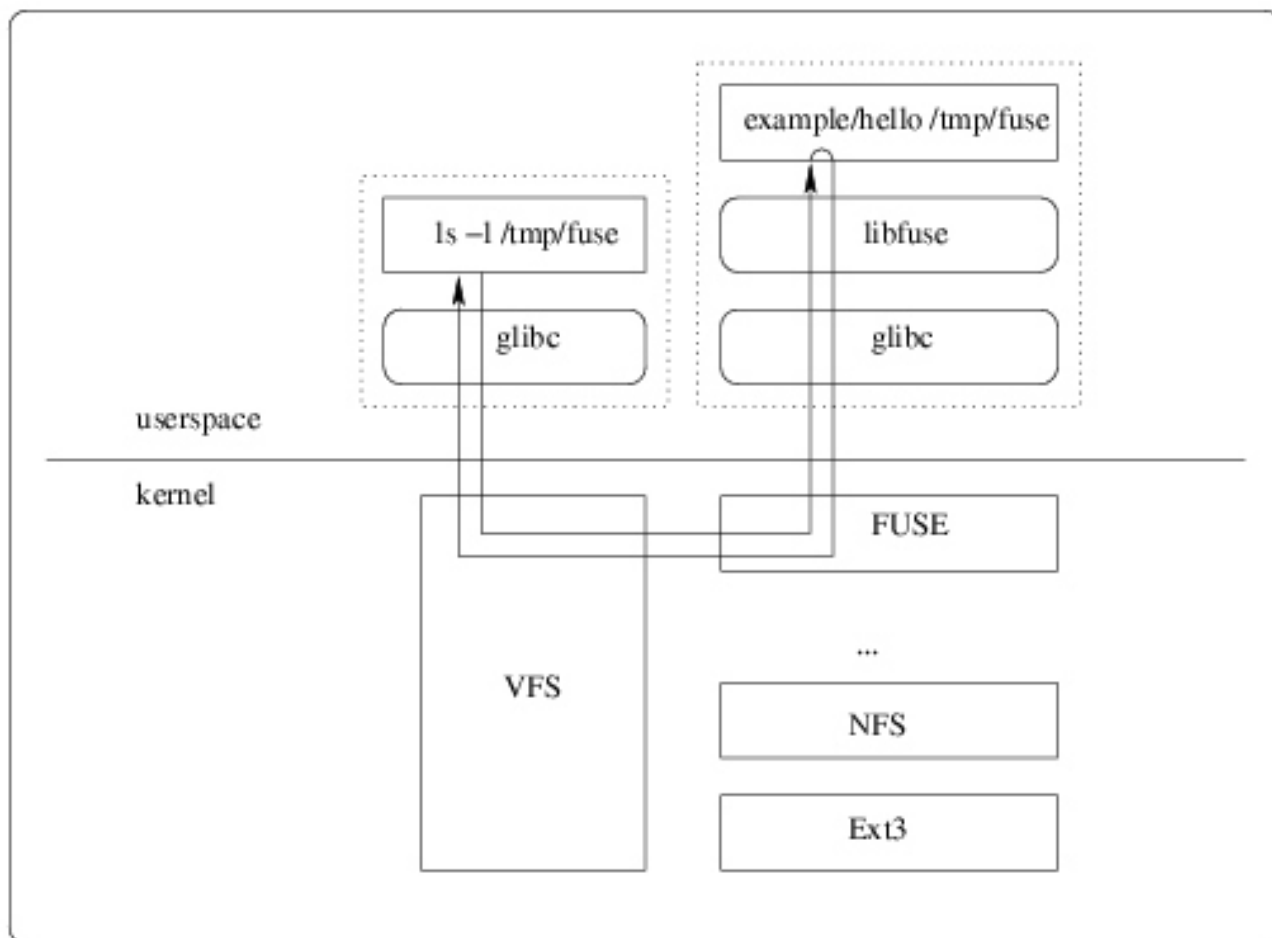 example/hello /tmp/fuse
ls –l /tmp/fuse
libfuse
glibc
glibc
userspace
kernel
FUSE
...
VFS
NFS
Ext3